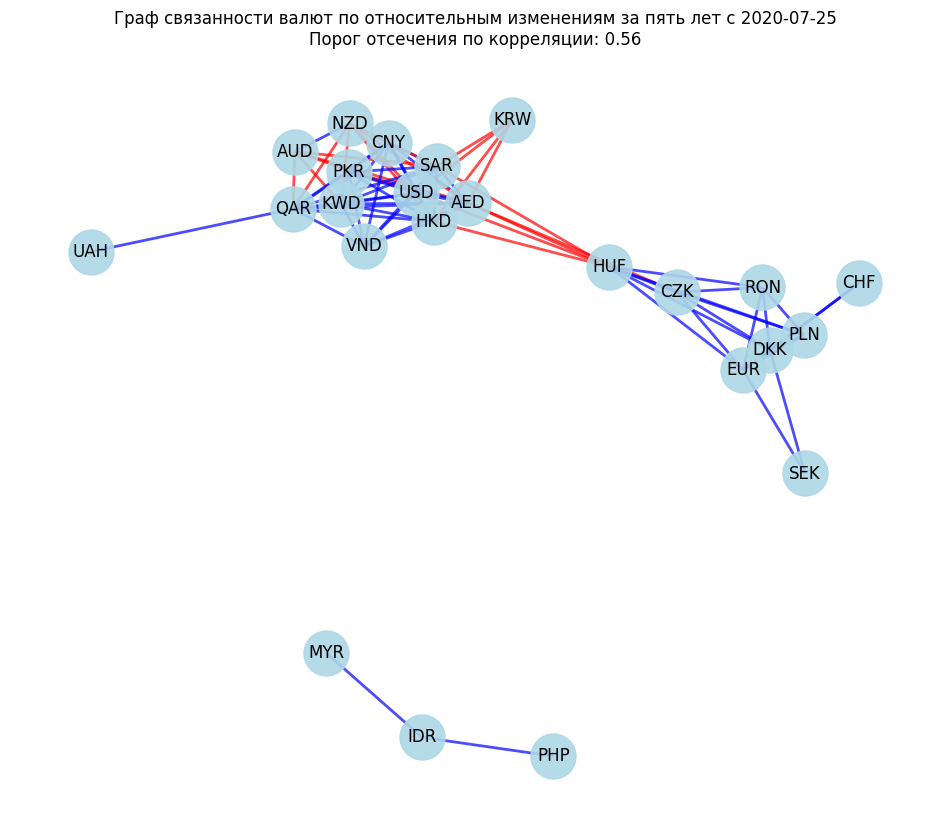 Граф связанности валют по относительным изменениям за пять лет с 2020-07-25
Порог отсечения по корреляции: 0.56
NZD
KRW
CNY
AUD
SAR
PKR
USD
AED
KWD
QAR
HKD
VND
UAH
HUF
CHF
RON
CZK
PLN
DKK
EUR
SEK
MYR
IDR
PHP